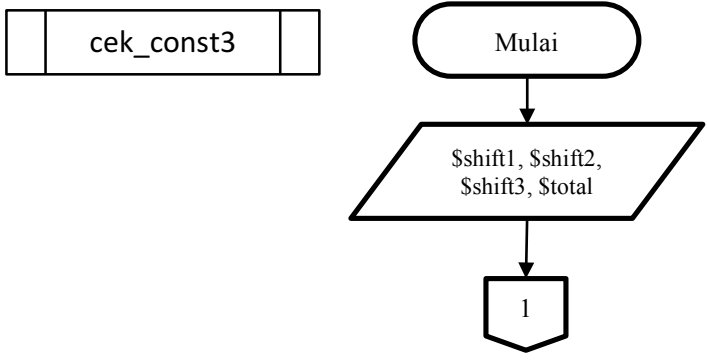 cek_const3
Mulai
$shift1, $shift2,
$shift3, $total
1